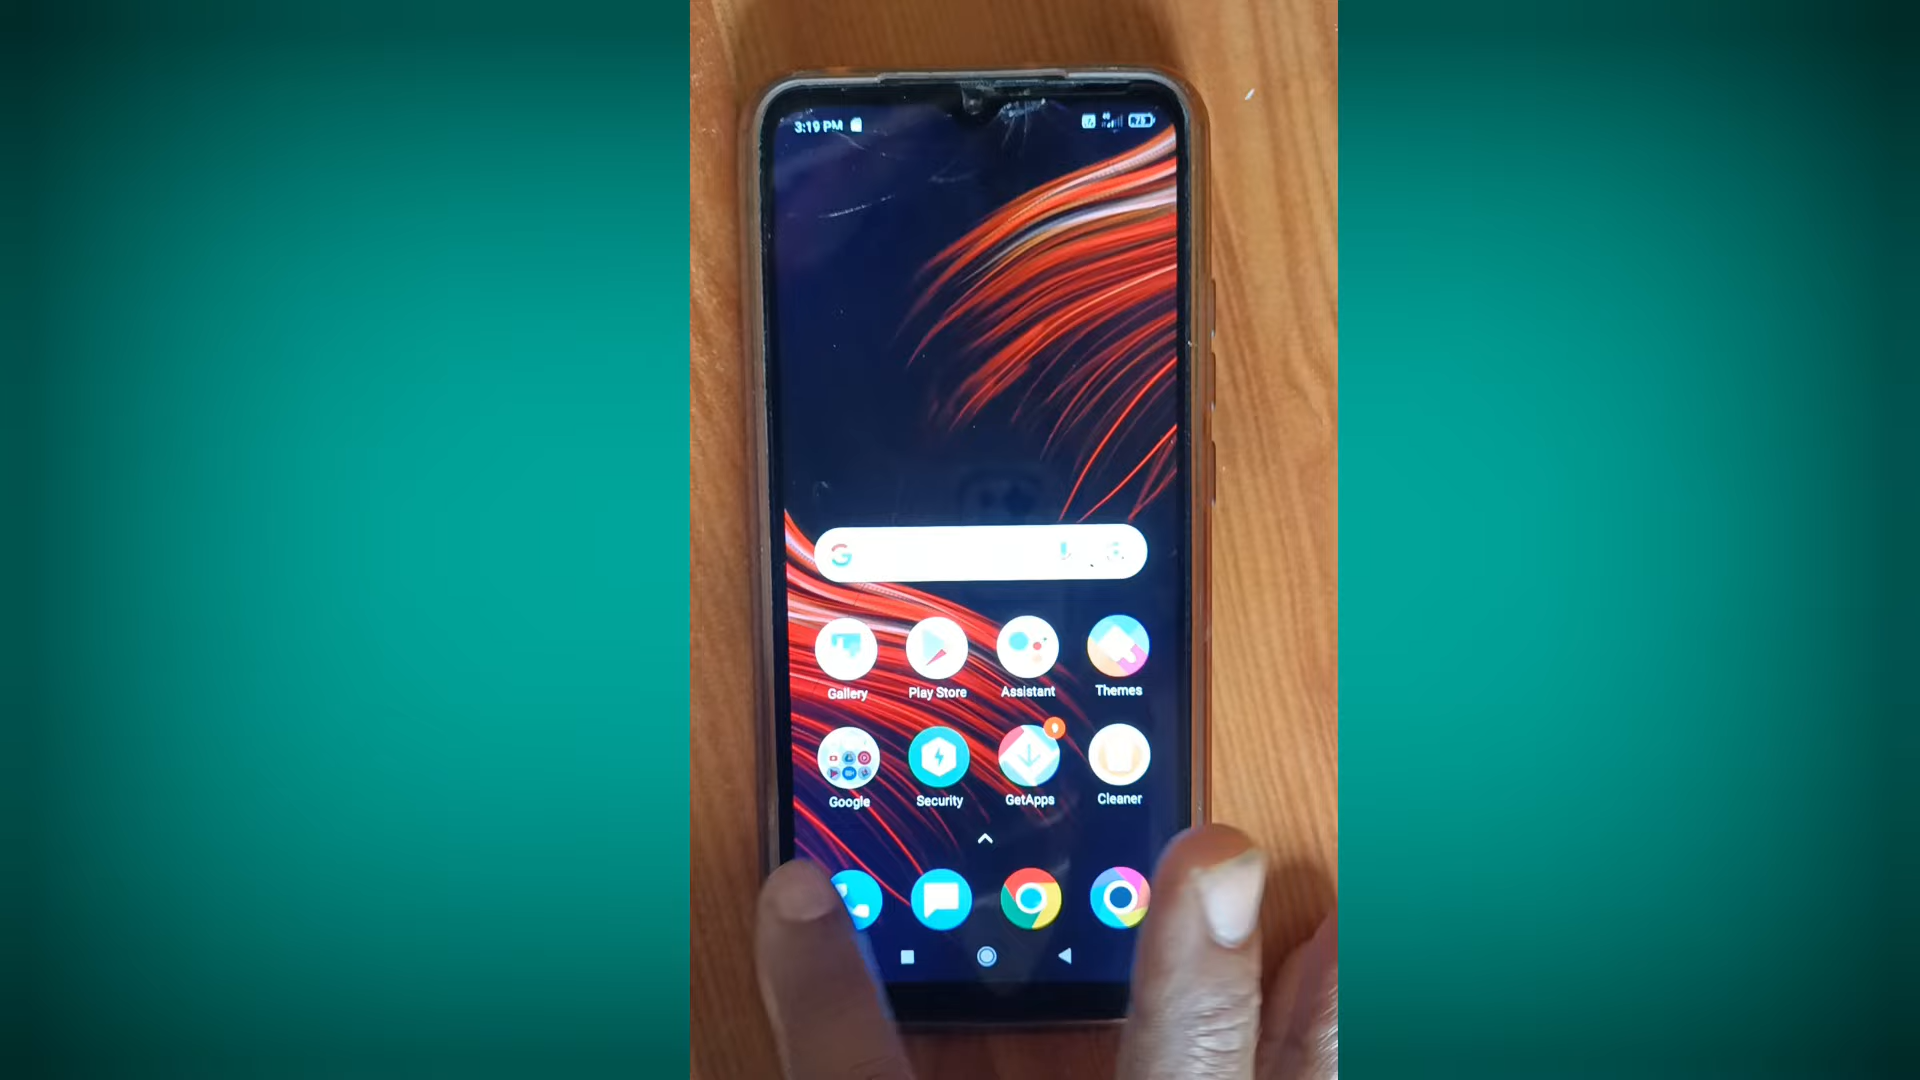 3:19 PM
Gallery Play Store Assistant Themes
Google Security GetApps Cleaner